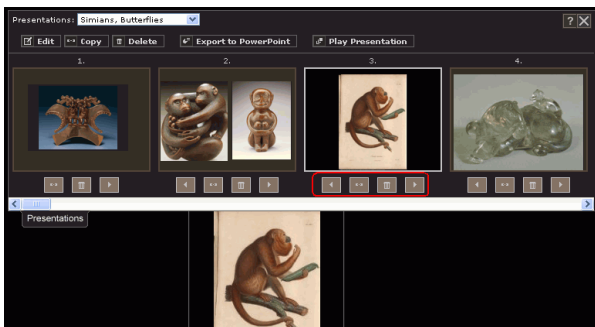 Presentations: Simians, Butterflies
?
Edit Copy Delete Export to PowerPoint Play Presentation
1. 2. 3. 4.
Presentations